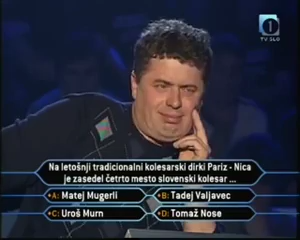 1
TV SLO
Na letošnji tradicionalni kolesarski dirki Pariz - Nica
je zasedel četrto mesto slovenski kolesar ...
A: Matej Mugerli
B: Tadej Valjavec
C: Uroš Murn
D: Tomaž Nose